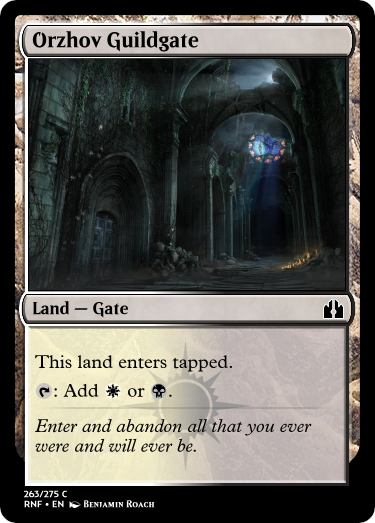 Orzhov Guildgate
Land — Gate
This land enters tapped.
: Add or .
Enter and abandon all that you ever
were and will ever be.
263/275 C
RNF • EN Benjamin Roach